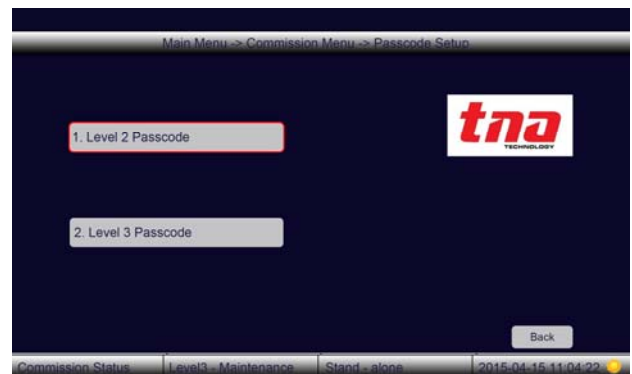 Main Menu -> Commission Menu -> Passcode Setup
tna
TECHNOLOGY
1. Level 2 Passcode
2. Level 3 Passcode
Back
Commission Status Level3 - Maintenance Stand - alone 2015-04-15 11:04:22